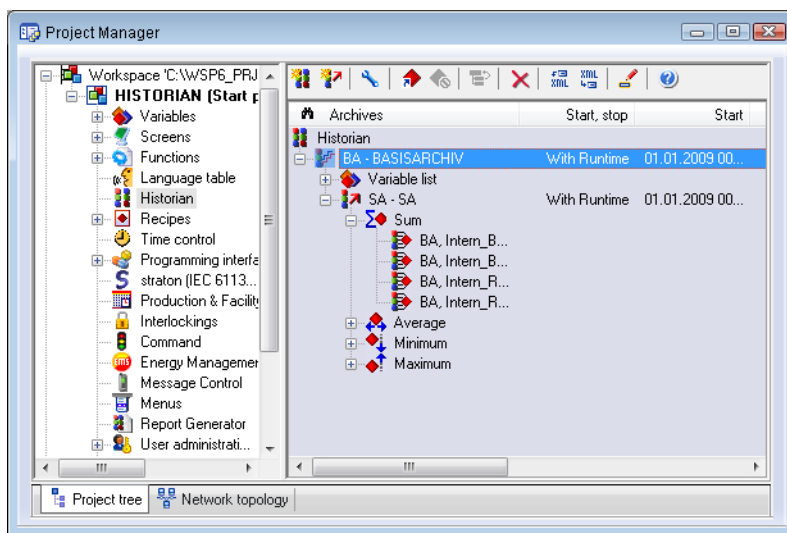 Project Manager
Workspace 'C:\WSP6_PRJ
HISTORIAN (Start p
Variables
Screens
Functions
Language table
Historian
Recipes
Time control
Programming interfa
straton (IEC 6113...
Production & Facility
Interlockings
Command
Energy Managemer
Message Control
Menus
Report Generator
User administrati...
XML XML
Archives Start, stop Start
Historian
BA - BASISARCHIV With Runtime 01.01.2009 00...
Variable list
SA - SA With Runtime 01.01.2009 00...
Sum
BA, Intern_B...
BA, Intern_B...
BA, Intern_R...
BA, Intern_R...
Average
Minimum
Maximum
Project tree Network topology